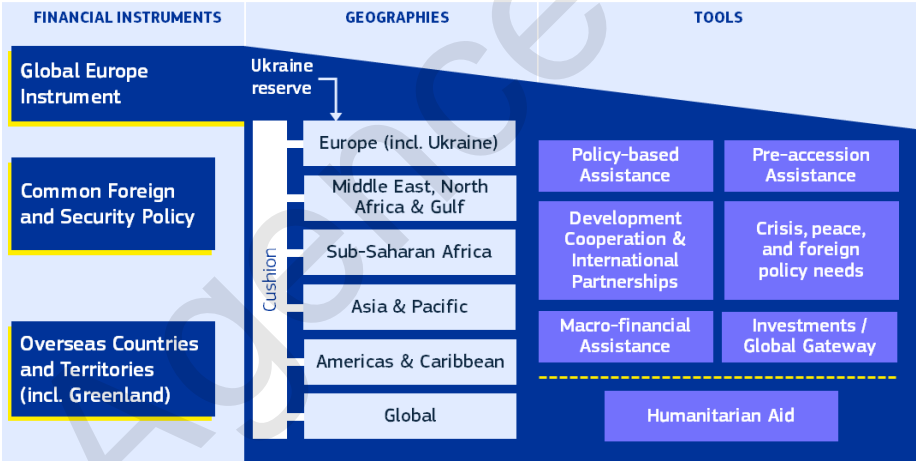 FINANCIAL INSTRUMENTS
GEOGRAPHIES
TOOLS
Global Europe
Instrument
Common Foreign
and Security Policy
Overseas Countries
and Territories
(incl. Greenland)
Ukraine
reserve
Cushion
Europe (incl. Ukraine)
Middle East, North
Africa & Gulf
Sub-Saharan Africa
Asia & Pacific
Americas & Caribbean
Global
Policy-based
Assistance
Pre-accession
Assistance
Development
Cooperation &
International
Partnerships
Crisis, peace,
and foreign
policy needs
Macro-financial
Assistance
Investments /
Global Gateway
Humanitarian Aid
Agence